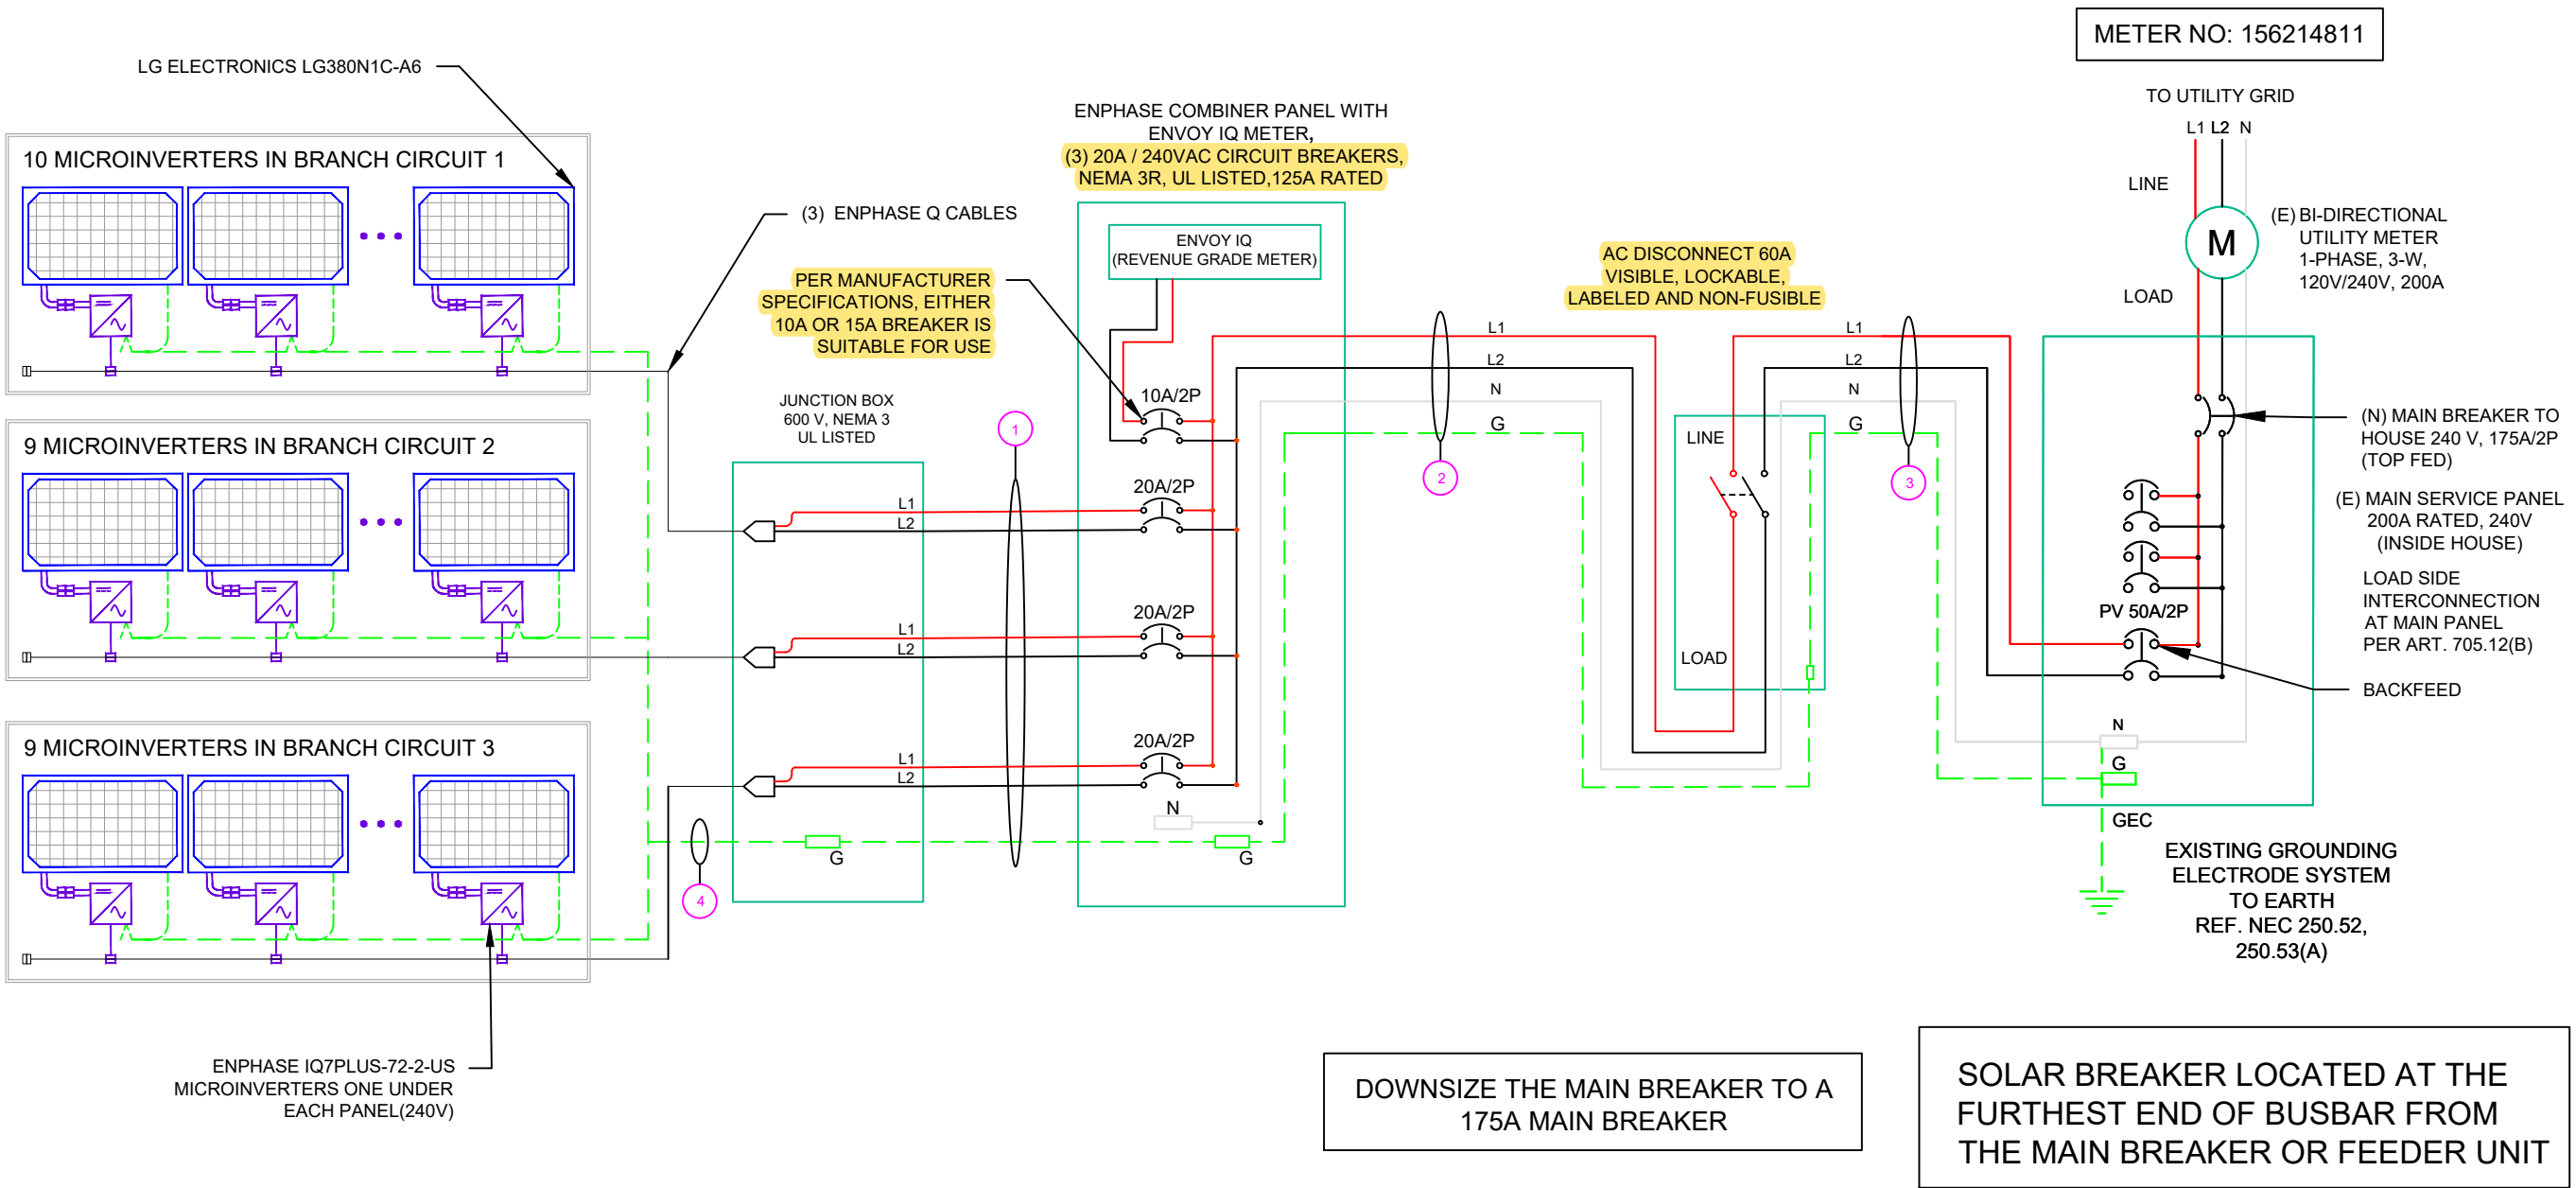 METER NO: 156214811
LG ELECTRONICS LG380N1C-A6
10 MICROINVERTERS IN BRANCH CIRCUIT 1
9 MICROINVERTERS IN BRANCH CIRCUIT 2
9 MICROINVERTERS IN BRANCH CIRCUIT 3
ENPHASE IQ7PLUS-72-2-US
MICROINVERTERS ONE UNDER
EACH PANEL(240V)
(3) ENPHASE Q CABLES
PER MANUFACTURER
SPECIFICATIONS, EITHER
10A OR 15A BREAKER IS
SUITABLE FOR USE
JUNCTION BOX
600 V, NEMA 3
UL LISTED
L1
L2
L1
L2
L1
L2
G
4
1
ENPHASE COMBINER PANEL WITH
ENVOY IQ METER,
(3) 20A / 240VAC CIRCUIT BREAKERS,
NEMA 3R, UL LISTED,125A RATED
ENVOY IQ
(REVENUE GRADE METER)
10A/2P
20A/2P
20A/2P
20A/2P
N
G
L1
L2
N
G
2
AC DISCONNECT 60A
VISIBLE, LOCKABLE,
LABELED AND NON-FUSIBLE
LINE
LOAD
L1
L2
N
G
3
TO UTILITY GRID
L1 L2 N
LINE
M
LOAD
(E) BI-DIRECTIONAL
UTILITY METER
1-PHASE, 3-W,
120V/240V, 200A
(N) MAIN BREAKER TO
HOUSE 240 V, 175A/2P
(TOP FED)
(E) MAIN SERVICE PANEL
200A RATED, 240V
(INSIDE HOUSE)
LOAD SIDE
INTERCONNECTION
AT MAIN PANEL
PER ART. 705.12(B)
PV 50A/2P
BACKFEED
N
G
GEC
EXISTING GROUNDING
ELECTRODE SYSTEM
TO EARTH
REF. NEC 250.52,
250.53(A)
DOWNSIZE THE MAIN BREAKER TO A
175A MAIN BREAKER
SOLAR BREAKER LOCATED AT THE
FURTHEST END OF BUSBAR FROM
THE MAIN BREAKER OR FEEDER UNIT